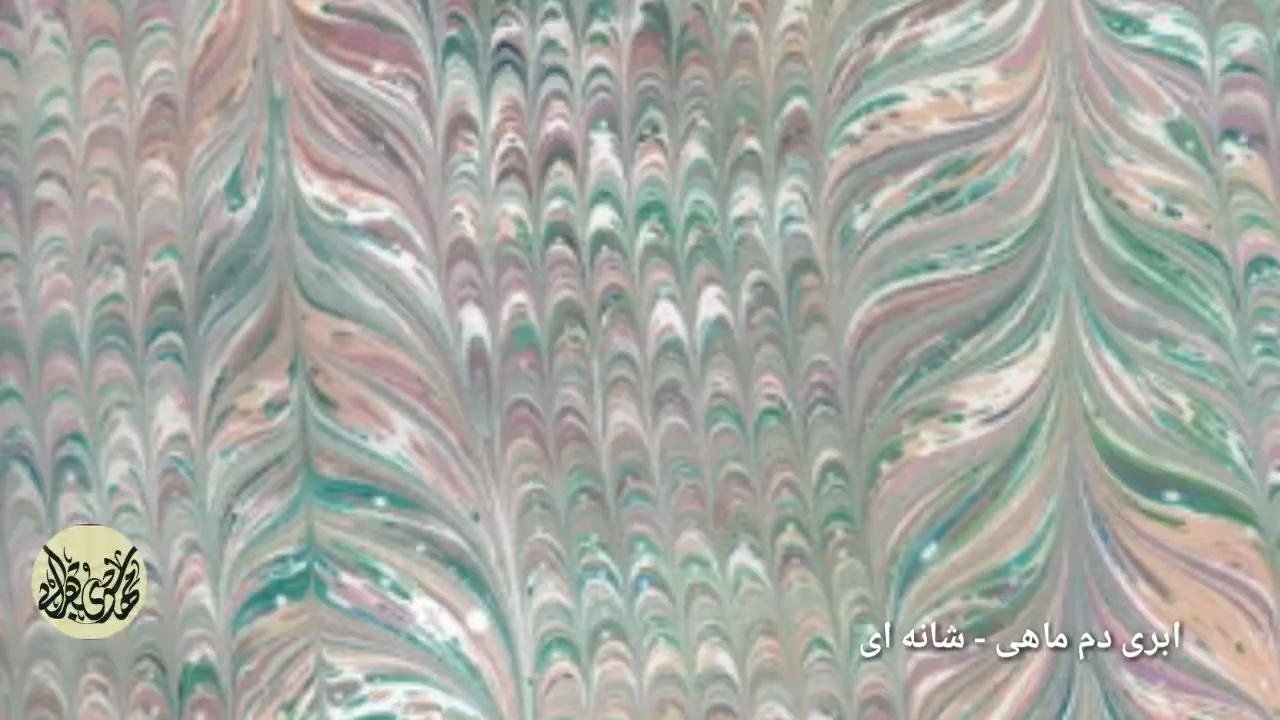 ابری دم ماهی - شانه ای